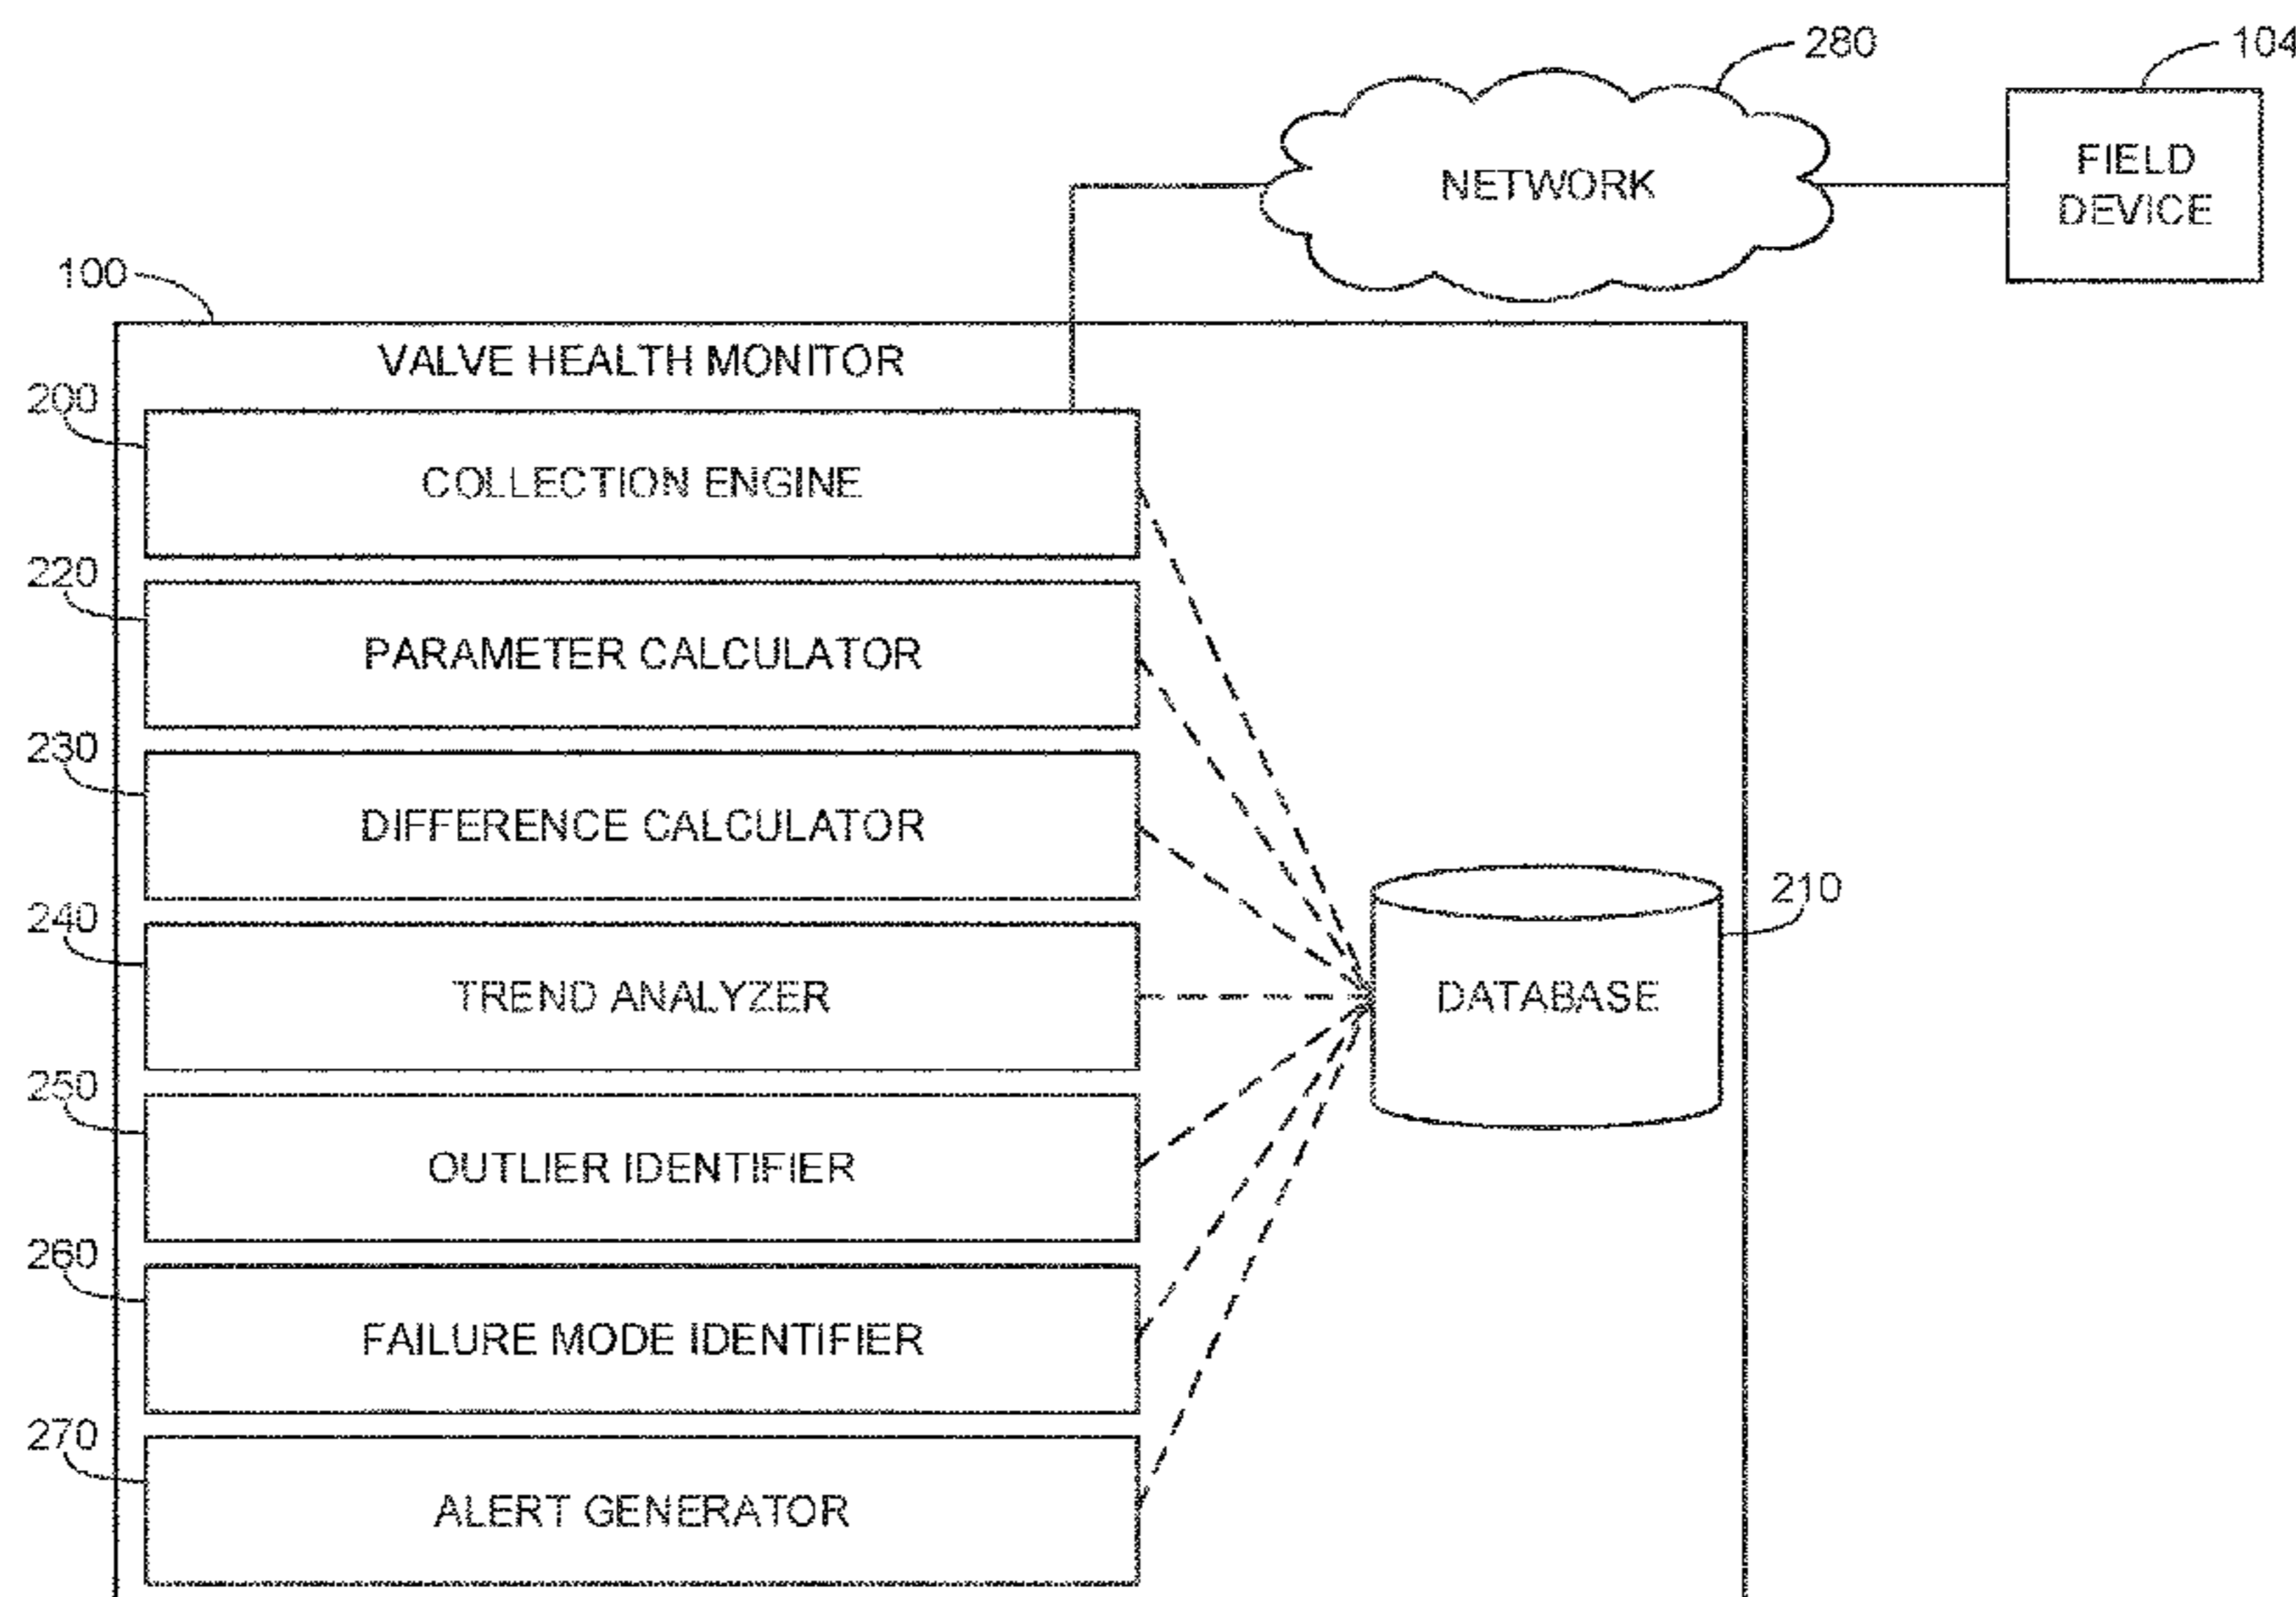 280
104
NETWORK
FIELD
DEVICE
100
VALVE HEALTH MONITOR
200
COLLECTION ENGINE
220
PARAMETER CALCULATOR
230
DIFFERENCE CALCULATOR
240
TREND ANALYZER
210
DATABASE
250
OUTLIER IDENTIFIER
260
FAILURE MODE IDENTIFIER
270
ALERT GENERATOR